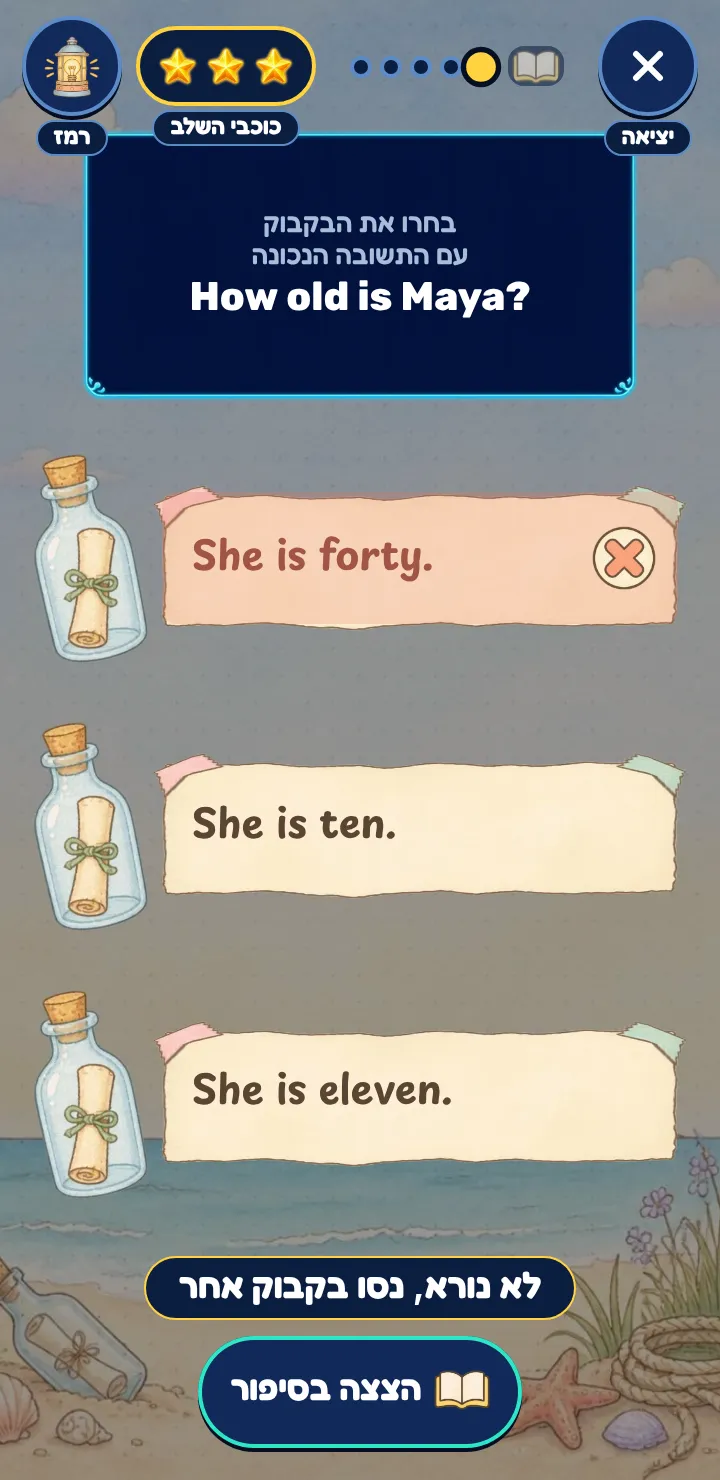 רמז
כוכבי השלב
יציאה
בחרו את הבקבוק
עם התשובה הנכונה
How old is Maya?
She is forty.
She is ten.
She is eleven.
לא נורא, נסו בקבוק אחר
הצצה בסיפור